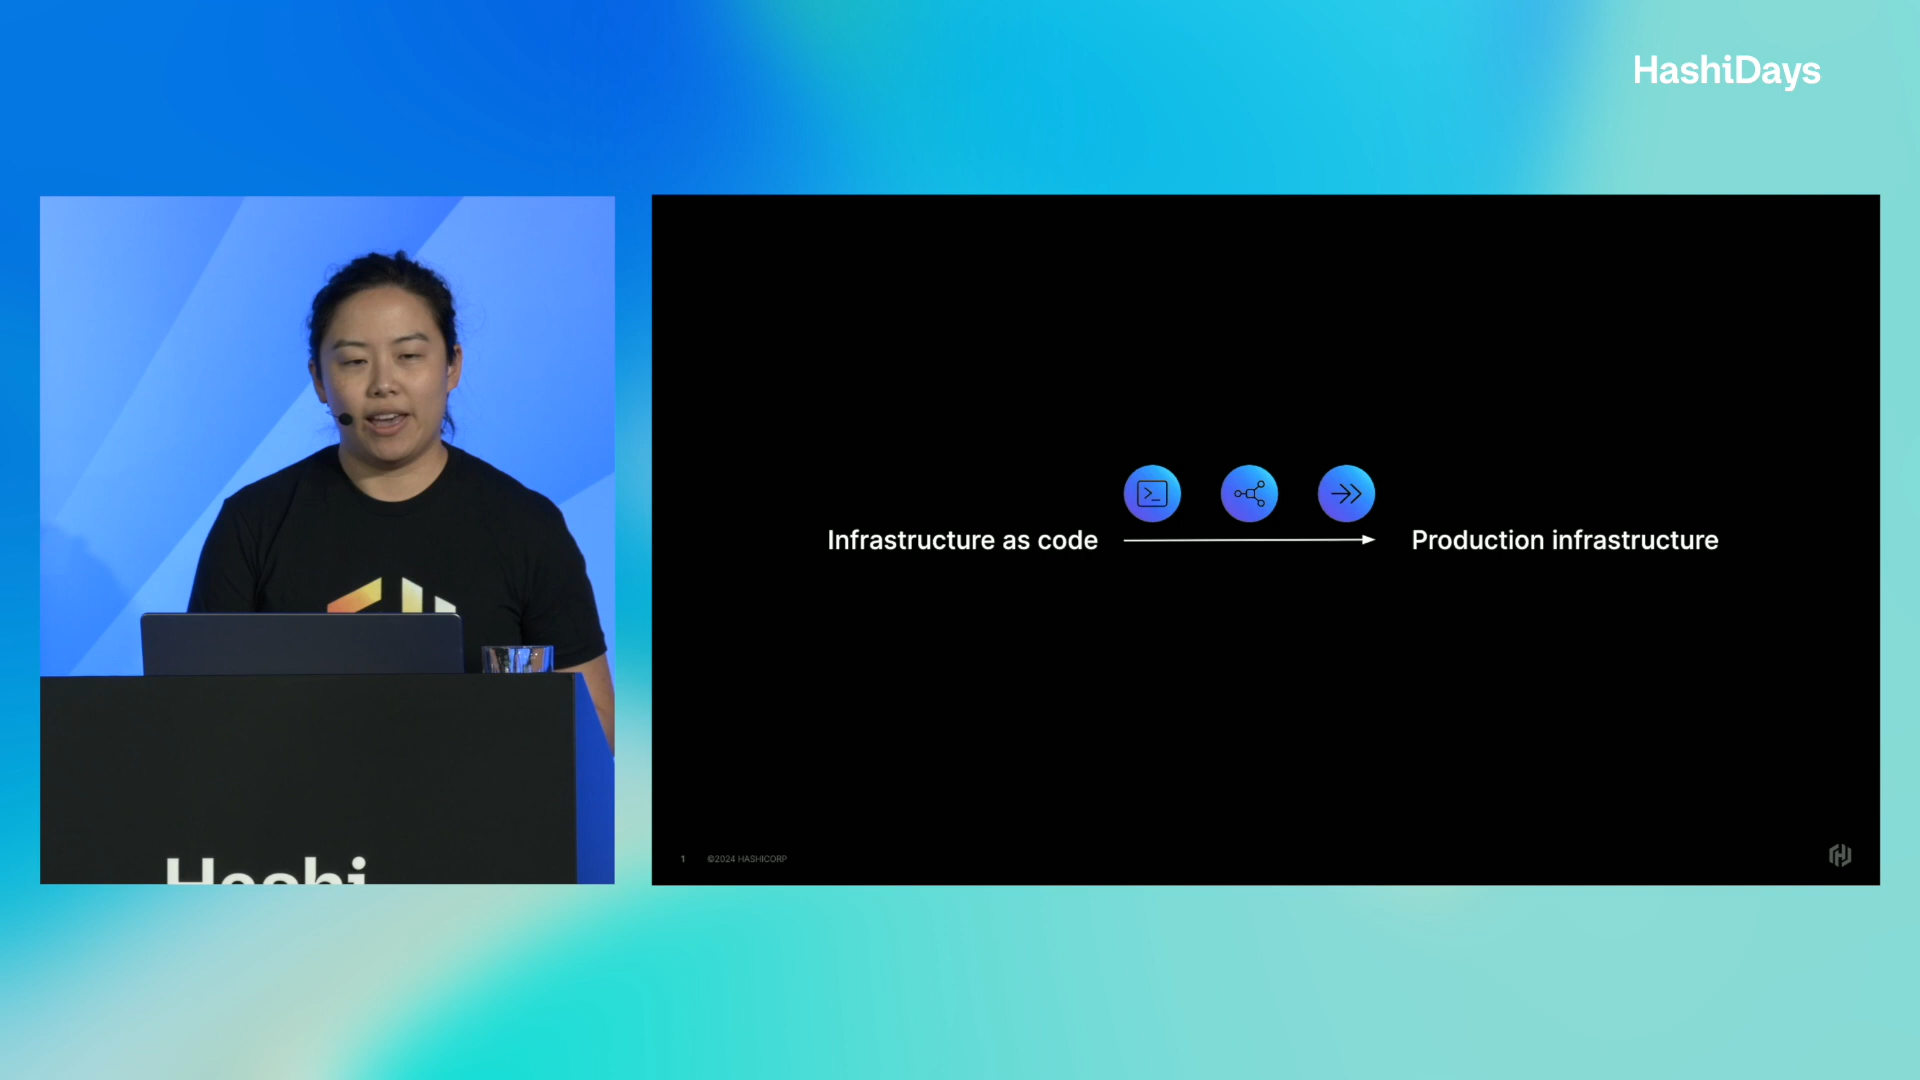 HashiDays
Infrastructure as code
Production infrastructure
1 ©2024 HASHICORP
Hashi